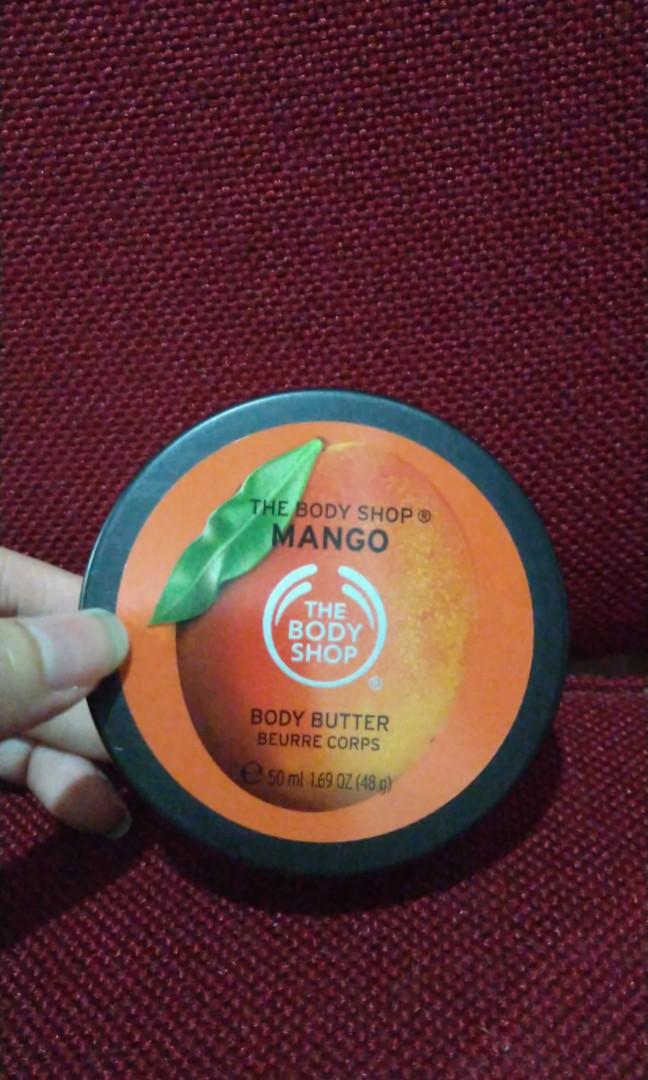 THE BODY SHOP ®
MANGO
THE
BODY
SHOP
®
BODY BUTTER
BEURRE CORPS
℮ 50 ml 1.69 OZ (48 g)